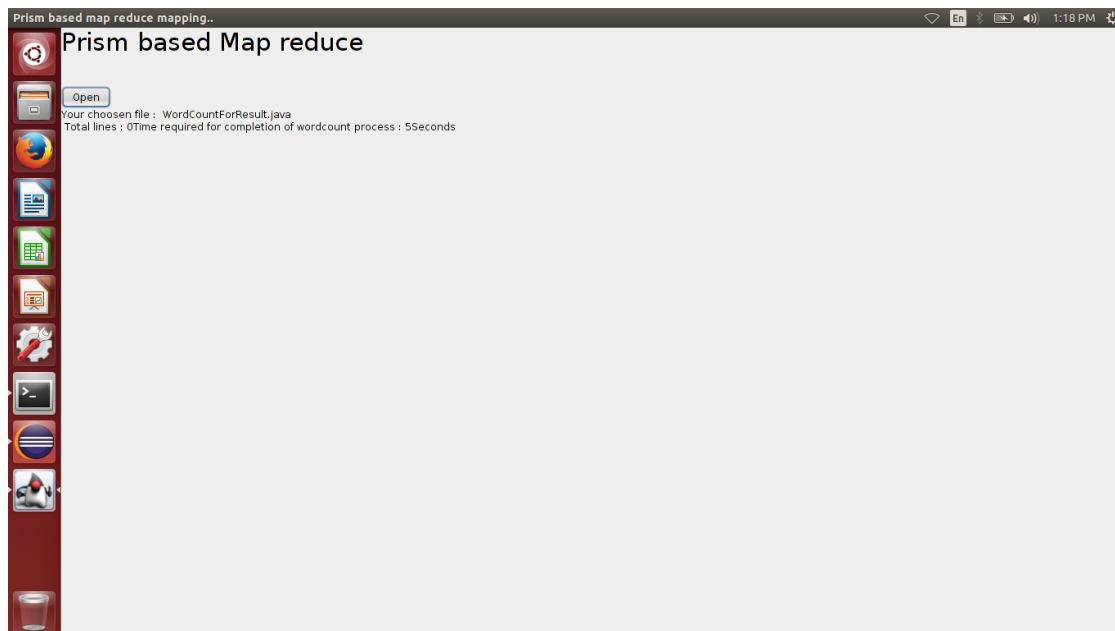 Prism based map reduce mapping..
En
1:18 PM
Prism based Map reduce
Open
Your choosen file : WordCountForResult.java
Total lines : 0Time required for completion of wordcount process : 5Seconds